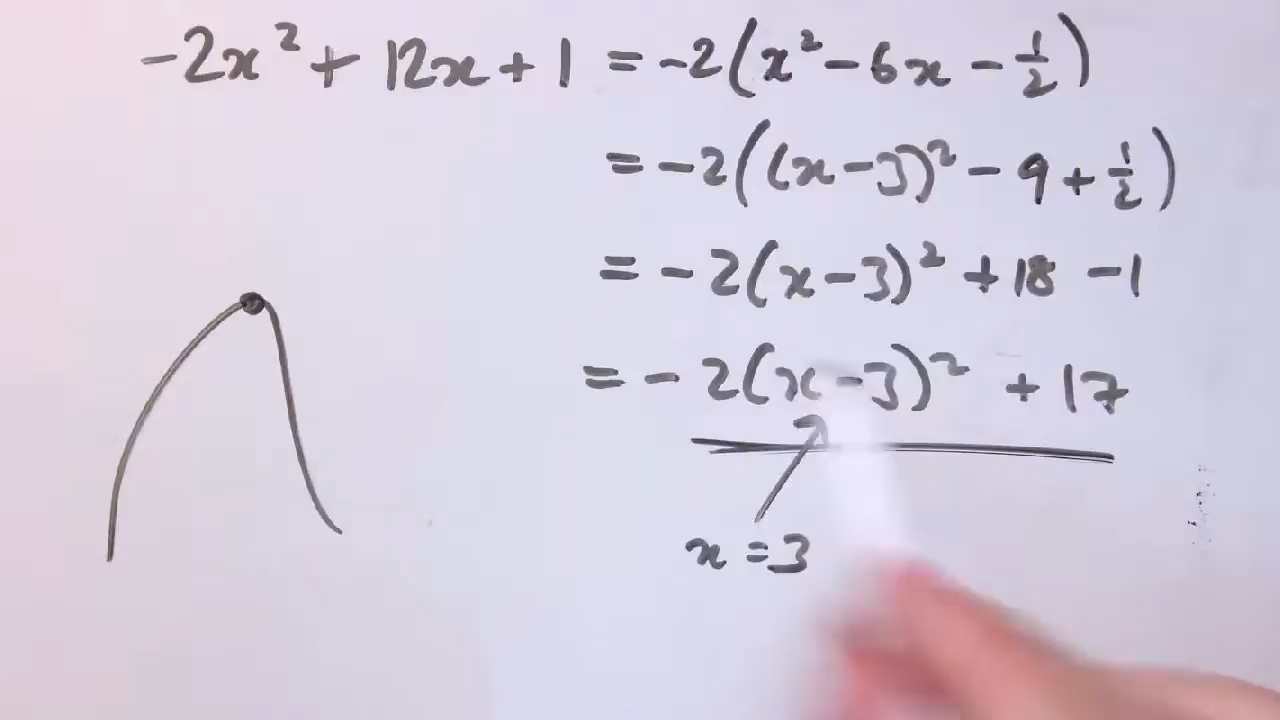 -2x² + 12x + 1 = -2(x² - 6x - ½)
= -2((x - 3)² - 9 + ½)
= -2(x - 3)² + 18 - 1
= -2(x - 3)² + 17
x = 3